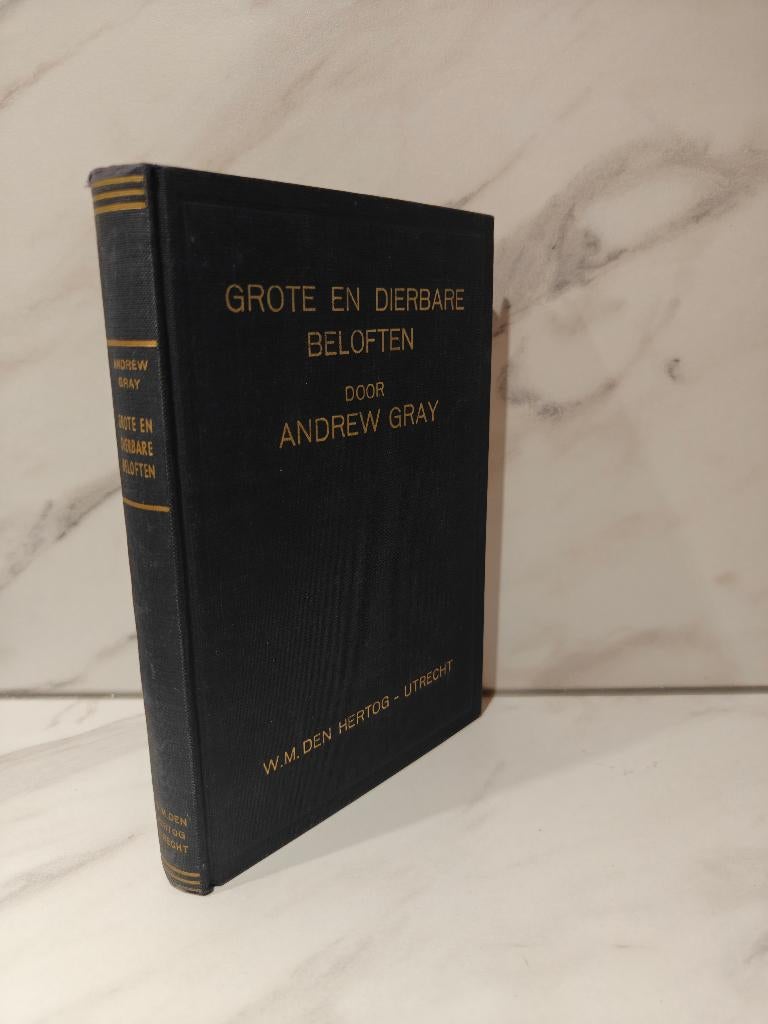 GROTE EN DIERBARE
BELOFTEN
DOOR
ANDREW GRAY
W.M. DEN HERTOG - UTRECHT
ANDREW
GRAY
GROTE EN
DIERBARE
BELOFTEN
W.M. DEN
HERTOG
UTRECHT